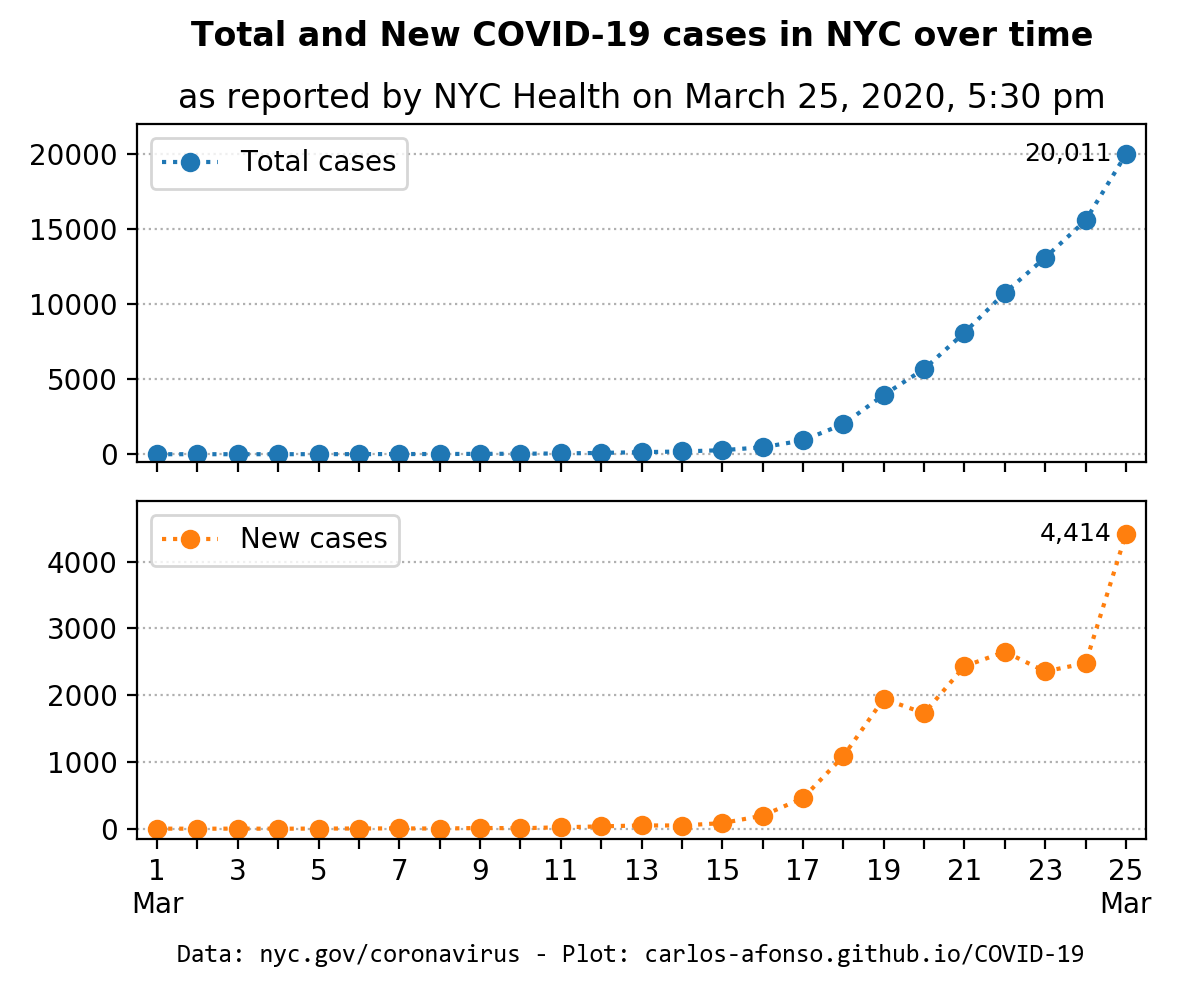 Total and New COVID-19 cases in NYC over time
as reported by NYC Health on March 25, 2020, 5:30 pm
Total cases
20,011
20000
15000
10000
5000
0
New cases
4,414
4000
3000
2000
1000
0
1 3 5 7 9 11 13 15 17 19 21 23 25
Mar Mar
Data: nyc.gov/coronavirus - Plot: carlos-afonso.github.io/COVID-19